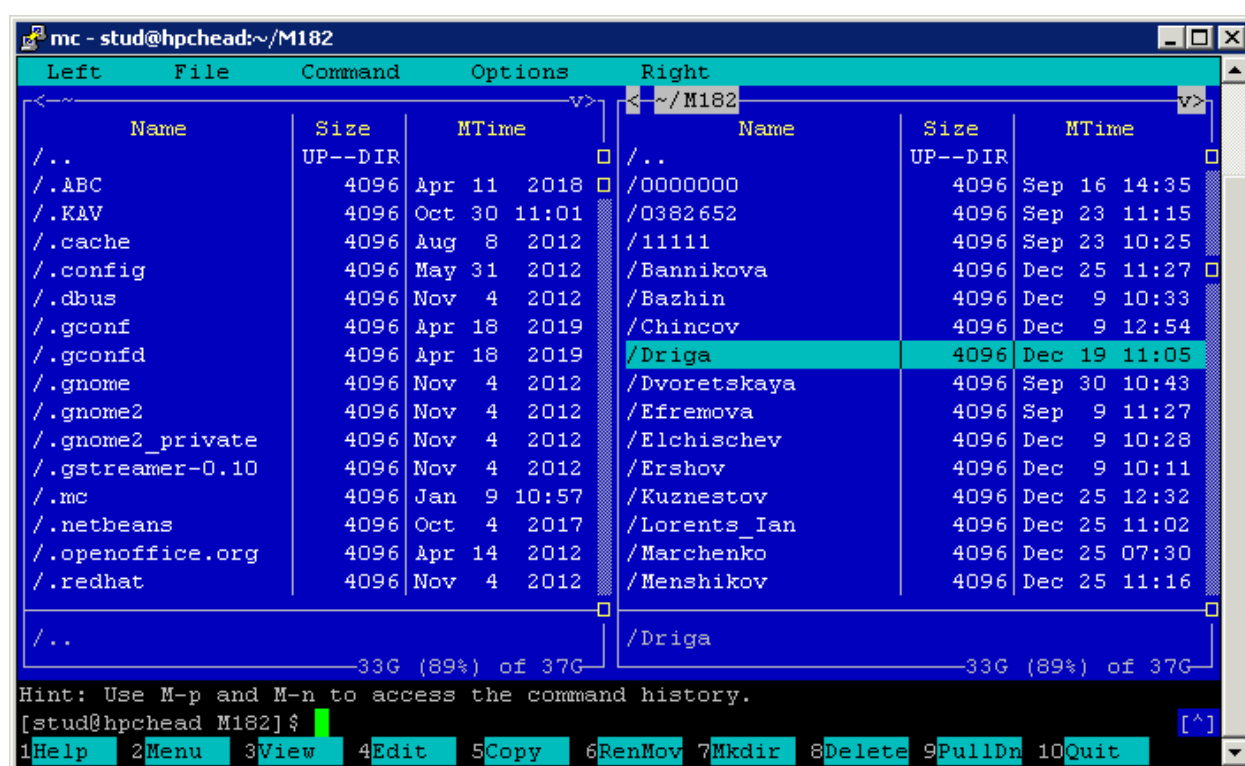 mc - stud@hpchead:~/M182
Left File Command Options Right
<-~ v> < ~/M182 v>
Name Size MTime Name Size MTime
/.. UP--DIR /.. UP--DIR
/.ABC 4096 Apr 11 2018 /0000000 4096 Sep 16 14:35
/.KAV 4096 Oct 30 11:01 /0382652 4096 Sep 23 11:15
/.cache 4096 Aug 8 2012 /11111 4096 Sep 23 10:25
/.config 4096 May 31 2012 /Bannikova 4096 Dec 25 11:27
/.dbus 4096 Nov 4 2012 /Bazhin 4096 Dec 9 10:33
/.gconf 4096 Apr 18 2019 /Chincov 4096 Dec 9 12:54
/.gconfd 4096 Apr 18 2019 /Driga 4096 Dec 19 11:05
/.gnome 4096 Nov 4 2012 /Dvoretskaya 4096 Sep 30 10:43
/.gnome2 4096 Nov 4 2012 /Efremova 4096 Sep 9 11:27
/.gnome2_private 4096 Nov 4 2012 /Elchischev 4096 Dec 9 10:28
/.gstreamer-0.10 4096 Nov 4 2012 /Ershov 4096 Dec 9 10:11
/.mc 4096 Jan 9 10:57 /Kuznestov 4096 Dec 25 12:32
/.netbeans 4096 Oct 4 2017 /Lorents_Ian 4096 Dec 25 11:02
/.openoffice.org 4096 Apr 14 2012 /Marchenko 4096 Dec 25 07:30
/.redhat 4096 Nov 4 2012 /Menshikov 4096 Dec 25 11:16
/.. /Driga
33G (89%) of 37G 33G (89%) of 37G
Hint: Use M-p and M-n to access the command history.
[stud@hpchead M182]$ [^]
1Help 2Menu 3View 4Edit 5Copy 6RenMov 7Mkdir 8Delete 9PullDn 10Quit